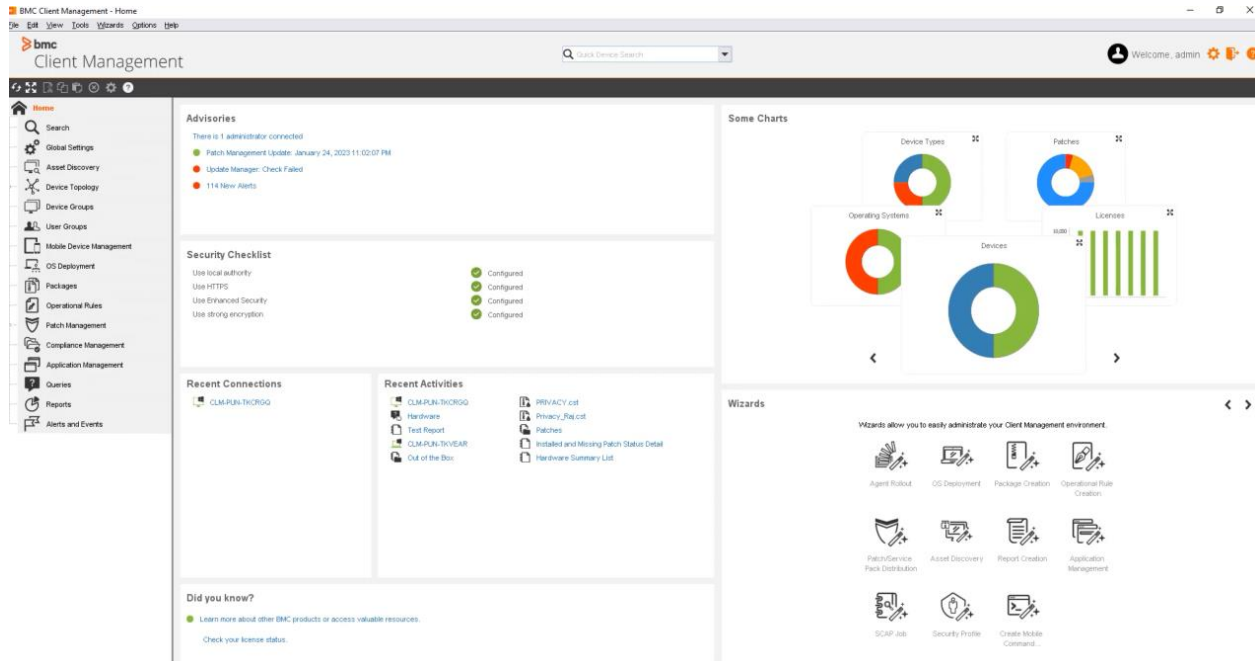 BMC Client Management - Home
File Edit View Tools Wizards Options Help
bmc
Client Management
Quick Device Search
Welcome, admin
Home
Search
Global Settings
Asset Discovery
Device Topology
Device Groups
User Groups
Mobile Device Management
OS Deployment
Packages
Operational Rules
Patch Management
Compliance Management
Application Management
Queries
Reports
Alerts and Events
Advisories
There is 1 administrator connected
Patch Management Update: January 24, 2023 11:02:07 PM
Update Manager: Check Failed
114 New Alerts
Security Checklist
Use local authority Configured
Use HTTPS Configured
Use Enhanced Security Configured
Use strong encryption Configured
Recent Connections
CLM-PUN-TKCRGQ
Recent Activities
CLM-PUN-TKCRGQ
Hardware
Test Report
CLM-PUN-TKVEAR
Out of the Box
PRIVACY.cst
Privacy_Raj.cst
Patches
Installed and Missing Patch Status Detail
Hardware Summary List
Did you know?
Learn more about other BMC products or access valuable resources.
Check your license status.
Some Charts
Device Types
Patches
Operating Systems
Licenses
10,000
Devices
Wizards
Wizards allow you to easily administrate your Client Management environment.
Agent Rollout
OS Deployment
Package Creation
Operational Rule
Creation
Patch/Service
Pack Distribution
Asset Discovery
Report Creation
Application
Management
SCAP Job
Security Profile
Create Mobile
Command...